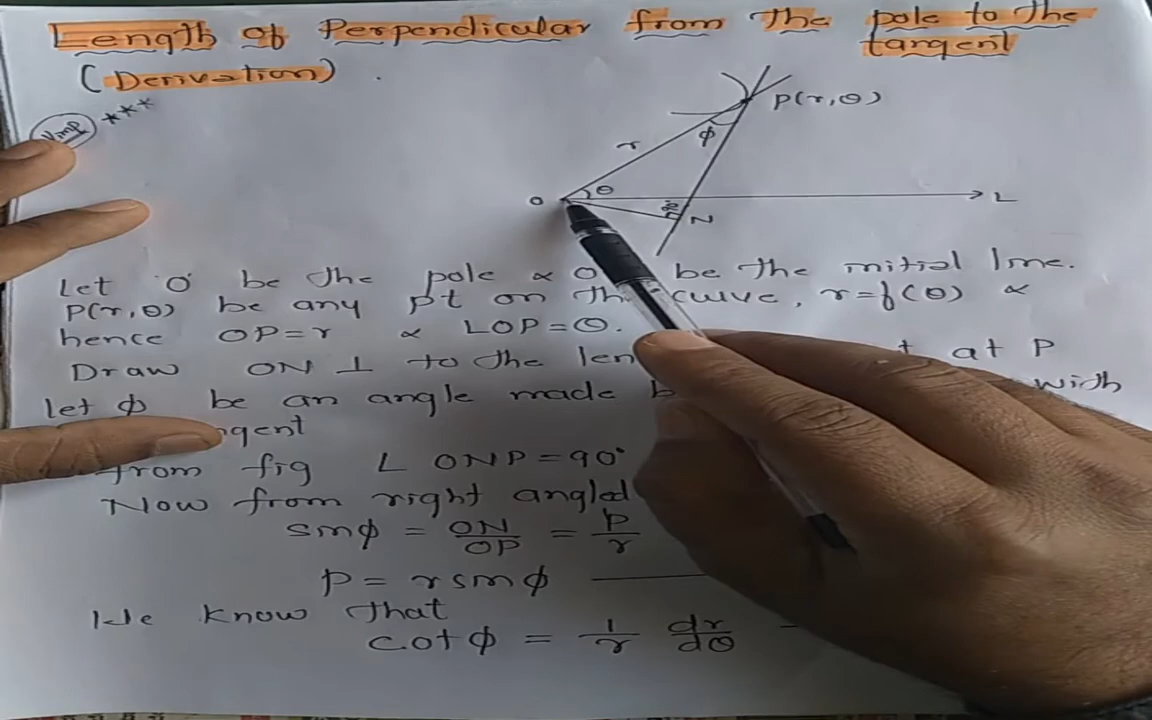 Length of Perpendicular from The pole to The
tangent
(Derivation).
V.imp ***
P(r,θ)
r
φ
θ
O
L
N
Let 'O' be the pole & O be the initial line.
P(r,θ) be any pt on the curve, r=f(θ) &
hence OP=r & ∠OP=θ.
Draw ON ⊥ to the len at P
let φ be an angle made with
from fig ∠ONP=90°
Now from right angled
sinφ = ON/OP = p/r
p = r sinφ
We know that
cotφ = 1/r dr/dθ